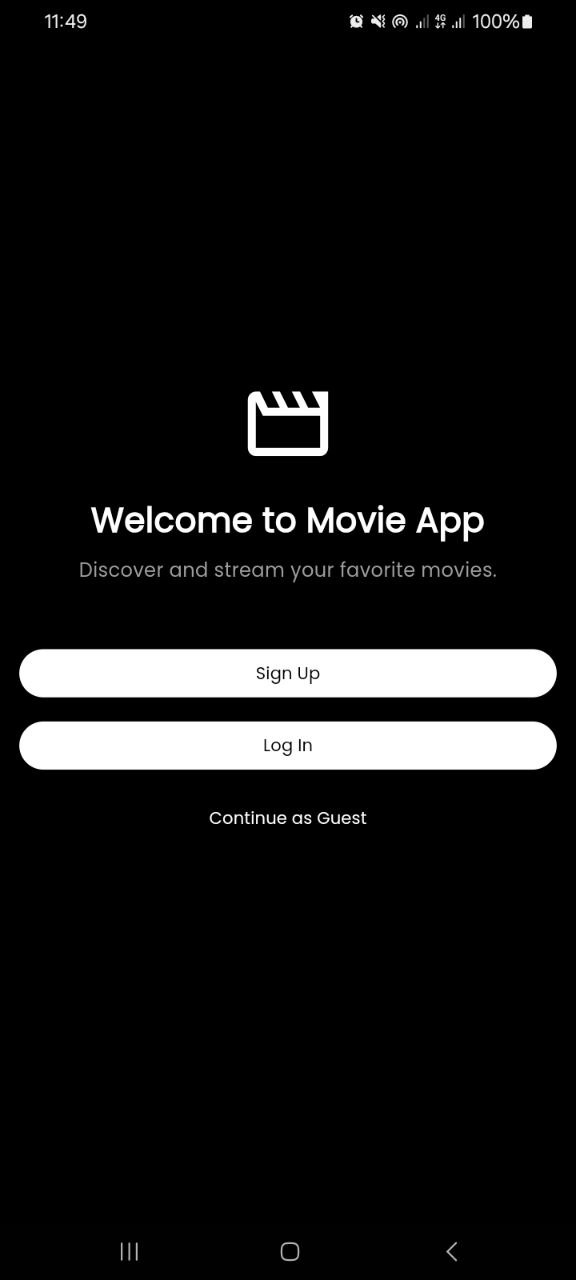 11:49 4G 100%
Welcome to Movie App
Discover and stream your favorite movies.
Sign Up
Log In
Continue as Guest